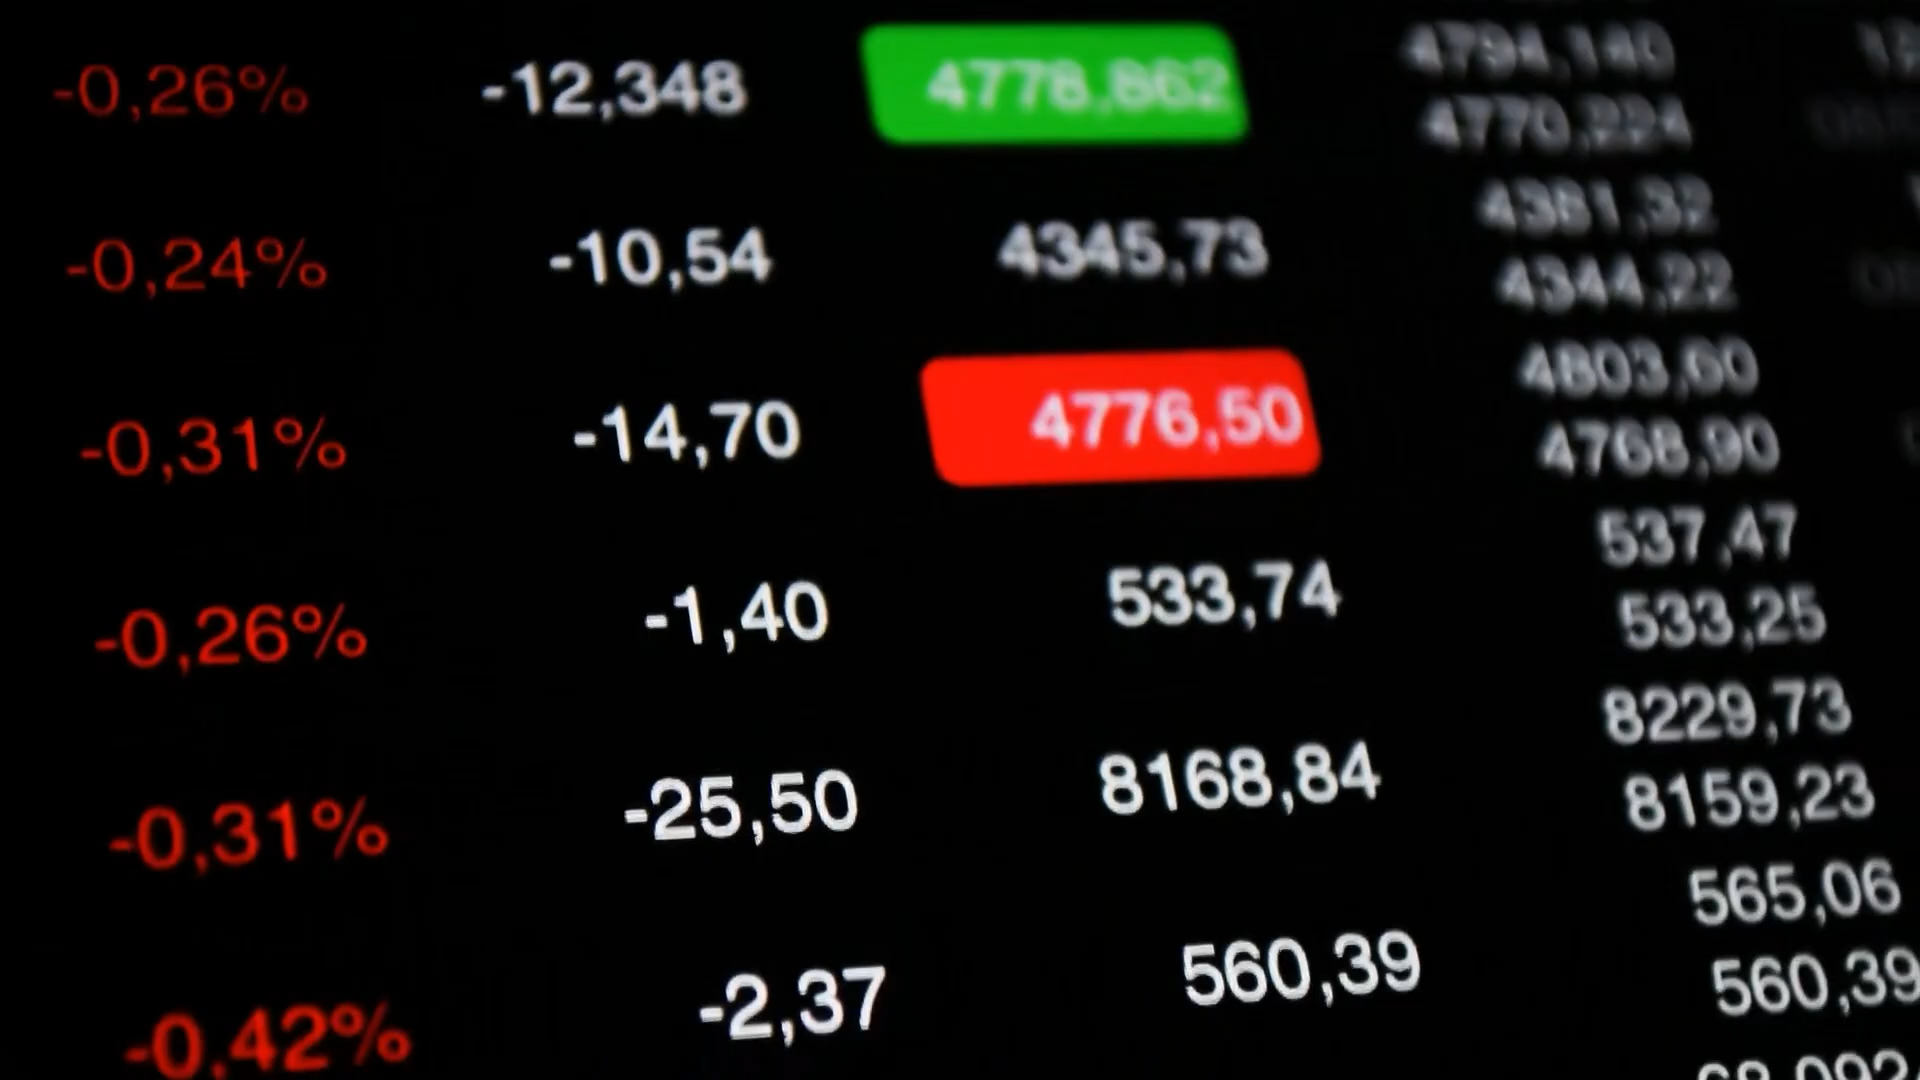 -0,26% -12,348 4778,862 4794,140
4770,224
-0,24% -10,54 4345,73 4381,32
4344,22
-0,31% -14,70 4776,50 4803,60
4768,90
-0,26% -1,40 533,74 537,47
533,25
-0,31% -25,50 8168,84 8229,73
8159,23
-0,42% -2,37 560,39 565,06
560,39